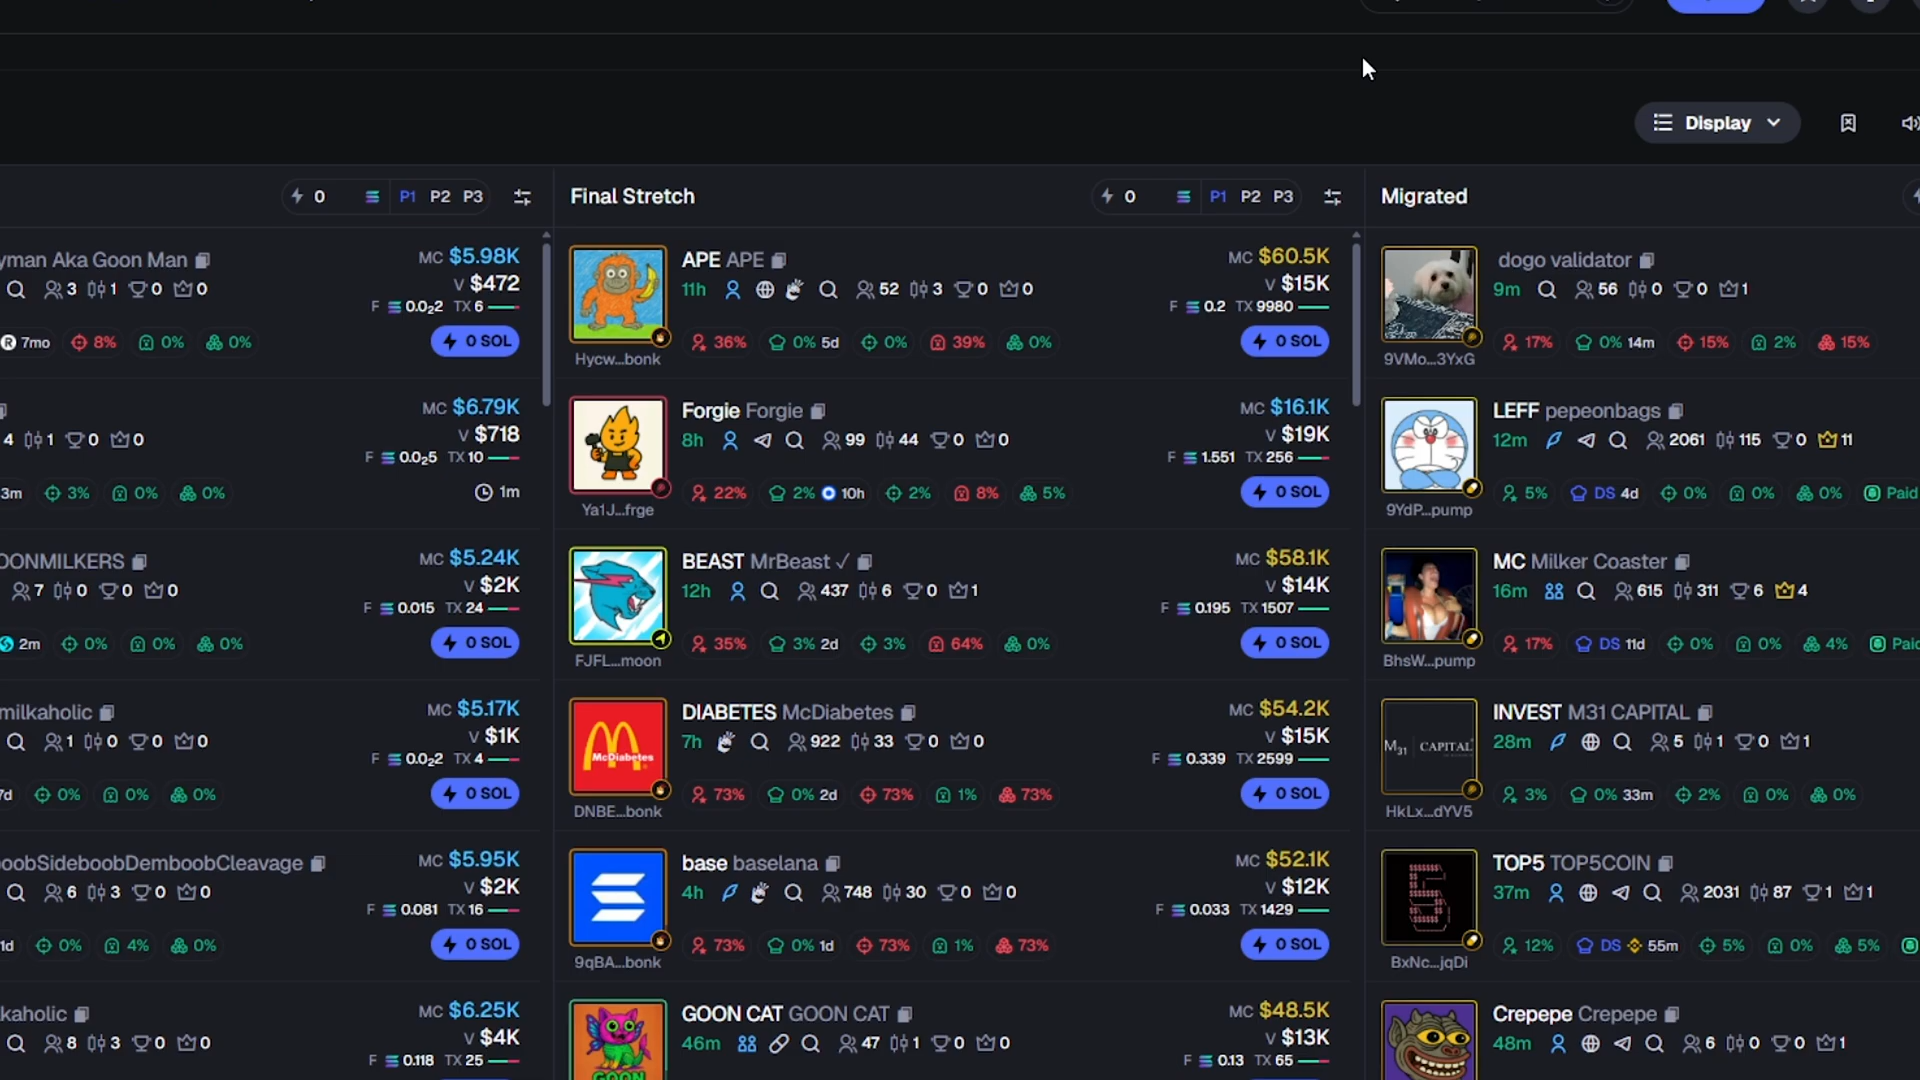 Display
0 P1 P2 P3
Final Stretch
0 P1 P2 P3
Migrated
yman Aka Goon Man
MC $5.98K
V $472
3 1 0 0
F 0.0₂2 TX 6
7mo 8% 0% 0%
0 SOL
MC $6.79K
V $718
4 1 0 0
F 0.0₂5 TX 10
3m 3% 0% 0%
1m
OONMILKERS
MC $5.24K
V $2K
7 0 0 0
F 0.015 TX 24
2m 0% 0% 0%
0 SOL
milkaholic
MC $5.17K
V $1K
1 0 0 0
F 0.0₂2 TX 4
7d 0% 0% 0%
0 SOL
oobSideboobDemboobCleavage
MC $5.95K
V $2K
6 3 0 0
F 0.081 TX 16
1d 0% 4% 0%
0 SOL
kaholic
MC $6.25K
V $4K
8 3 0 0
F 0.118 TX 25
APE APE
MC $60.5K
V $15K
11h 52 3 0 0
F 0.2 TX 9980
36% 0% 5d 0% 39% 0%
0 SOL
Hycw...bonk
Forgie Forgie
MC $16.1K
V $19K
8h 99 44 0 0
F 1.551 TX 256
22% 2% 10h 2% 8% 5%
0 SOL
Ya1J...frge
BEAST MrBeast ✓
MC $58.1K
V $14K
12h 437 6 0 1
F 0.195 TX 1507
35% 3% 2d 3% 64% 0%
0 SOL
FJFL...moon
DIABETES McDiabetes
MC $54.2K
V $15K
7h 922 33 0 0
F 0.339 TX 2599
McDiabetes
73% 0% 2d 73% 1% 73%
0 SOL
DNBE...bonk
base baselana
MC $52.1K
V $12K
4h 748 30 0 0
F 0.033 TX 1429
73% 0% 1d 73% 1% 73%
0 SOL
9qBA...bonk
GOON CAT GOON CAT
MC $48.5K
V $13K
46m 47 1 0 0
F 0.13 TX 65
GOON
dogo validator
9m 56 0 0 1
17% 0% 14m 15% 2% 15%
9VMo...3YxG
LEFF pepeonbags
12m 2061 115 0 11
5% DS 4d 0% 0% 0% Paid
9YdP...pump
MC Milker Coaster
16m 615 311 6 4
17% DS 11d 0% 0% 4% Paid
BhsW...pump
INVEST M31 CAPITAL
28m 5 1 0 1
M31 CAPITAL
3% 0% 33m 2% 0% 0%
HkLx...dYV5
TOP5 TOP5COIN
37m 2031 87 1 1
12% DS 55m 5% 0% 5%
BxNc...jqDi
Crepepe Crepepe
48m 6 0 0 1